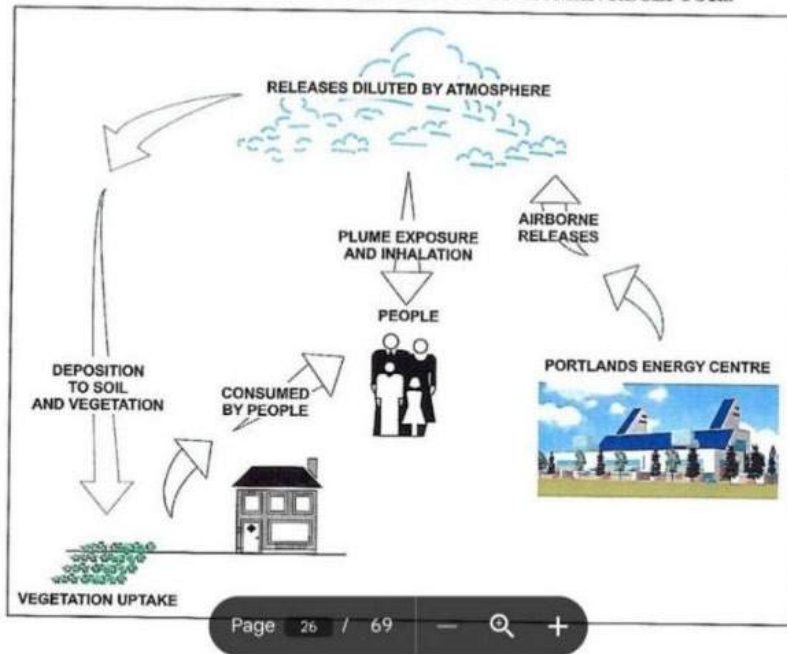 RELEASES DILUTED BY ATMOSPHERE
AIRBORNE
RELEASES
PLUME EXPOSURE
AND INHALATION
PEOPLE
PORTLANDS ENERGY CENTRE
DEPOSITION
TO SOIL
AND VEGETATION
CONSUMED
BY PEOPLE
VEGETATION UPTAKE
Page 26 / 69 − +